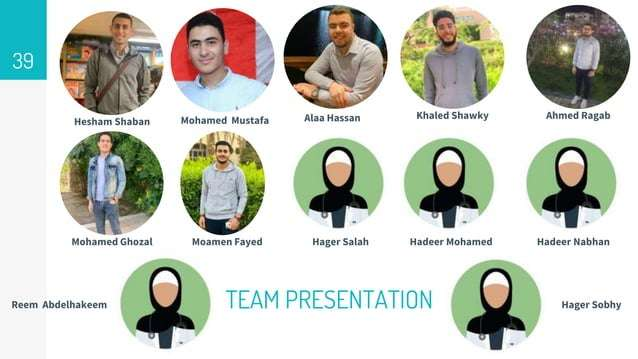 39
Hesham Shaban
Mohamed Mustafa
Alaa Hassan
Khaled Shawky
Ahmed Ragab
Mohamed Ghozal
Moamen Fayed
Hager Salah
Hadeer Mohamed
Hadeer Nabhan
Reem Abdelhakeem
TEAM PRESENTATION
Hager Sobhy